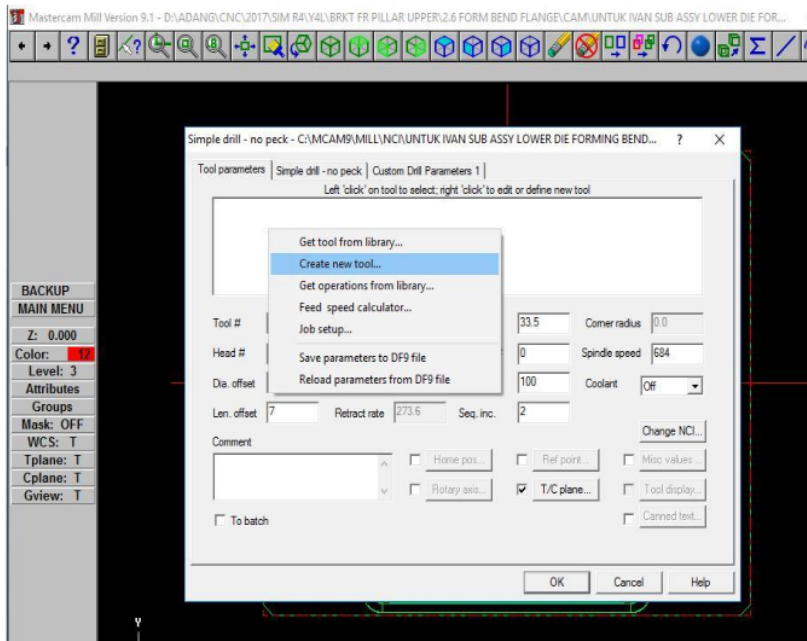 Mastercam Mill Version 9.1 - D:\ADANG\CNC\2017\SIM R4\Y4L\BRKT FR PILLAR UPPER\2.6 FORM BEND FLANGE\CAM\UNTUK IVAN SUB ASSY LOWER DIE FOR...
Simple drill - no peck - C:\MCAM9\MILL\NCI\UNTUK IVAN SUB ASSY LOWER DIE FORMING BEND... ? X
Tool parameters Simple drill - no peck Custom Drill Parameters 1
Left 'click' on tool to select; right 'click' to edit or define new tool
Get tool from library...
Create new tool...
Get operations from library...
Feed speed calculator...
Job setup...
Save parameters to DF9 file
Reload parameters from DF9 file
BACKUP
MAIN MENU
Z: 0.000
Color: 12
Level: 3
Attributes
Groups
Mask: OFF
WCS: T
Tplane: T
Cplane: T
Gview: T
Tool # 33.5 Corner radius 0.0
Head # 0 Spindle speed 684
Dia. offset 100 Coolant Off
Len. offset 7 Retract rate 273.6 Seq. inc. 2
Change NCI...
Comment
Home pos... Ref point... Misc values...
Rotary axis... T/C plane... Tool display...
To batch Canned text...
OK Cancel Help
Y